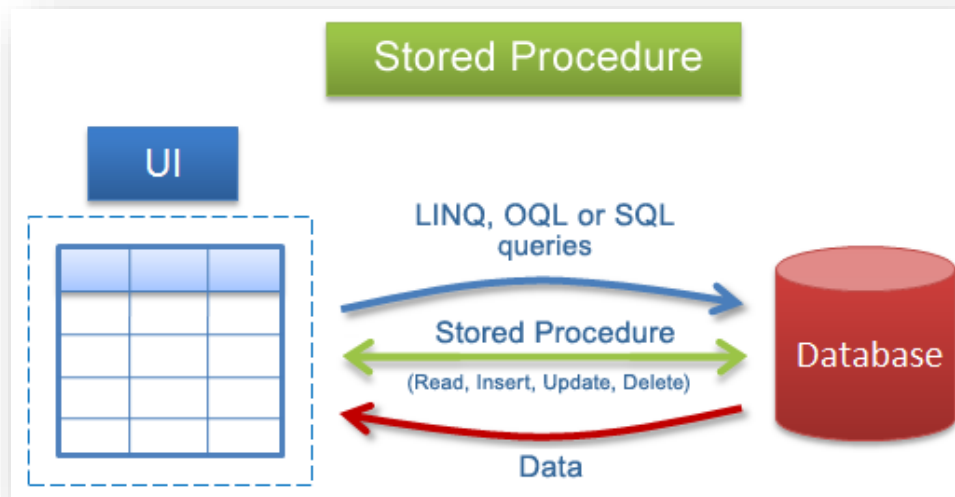 Stored Procedure
UI
LINQ, OQL or SQL
queries
Stored Procedure
(Read, Insert, Update, Delete)
Database
Data